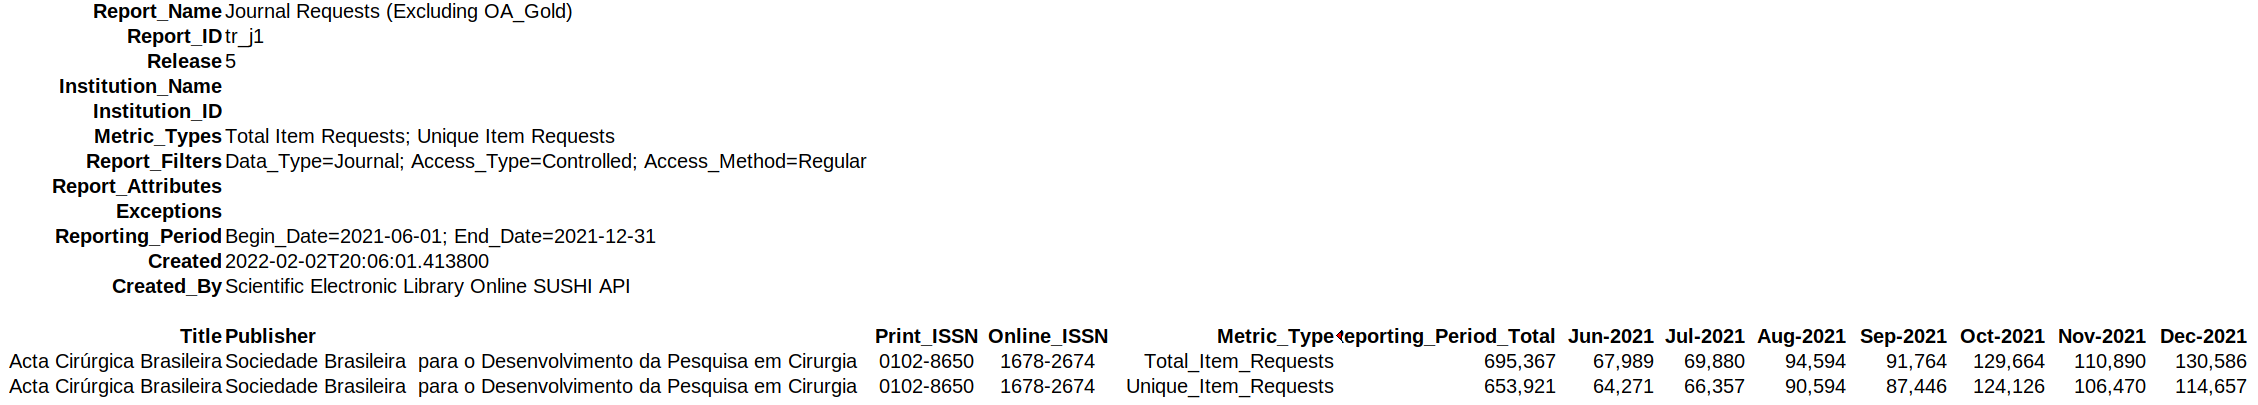 Report_Name Journal Requests (Excluding OA_Gold)
Report_ID tr_j1
Release 5
Institution_Name
Institution_ID
Metric_Types Total Item Requests; Unique Item Requests
Report_Filters Data_Type=Journal; Access_Type=Controlled; Access_Method=Regular
Report_Attributes
Exceptions
Reporting_Period Begin_Date=2021-06-01; End_Date=2021-12-31
Created 2022-02-02T20:06:01.413800
Created_By Scientific Electronic Library Online SUSHI API
Title Publisher Print_ISSN Online_ISSN Metric_Type eporting_Period_Total Jun-2021 Jul-2021 Aug-2021 Sep-2021 Oct-2021 Nov-2021 Dec-2021
Acta Cirúrgica Brasileira Sociedade Brasileira para o Desenvolvimento da Pesquisa em Cirurgia 0102-8650 1678-2674 Total_Item_Requests 695,367 67,989 69,880 94,594 91,764 129,664 110,890 130,586
Acta Cirúrgica Brasileira Sociedade Brasileira para o Desenvolvimento da Pesquisa em Cirurgia 0102-8650 1678-2674 Unique_Item_Requests 653,921 64,271 66,357 90,594 87,446 124,126 106,470 114,657